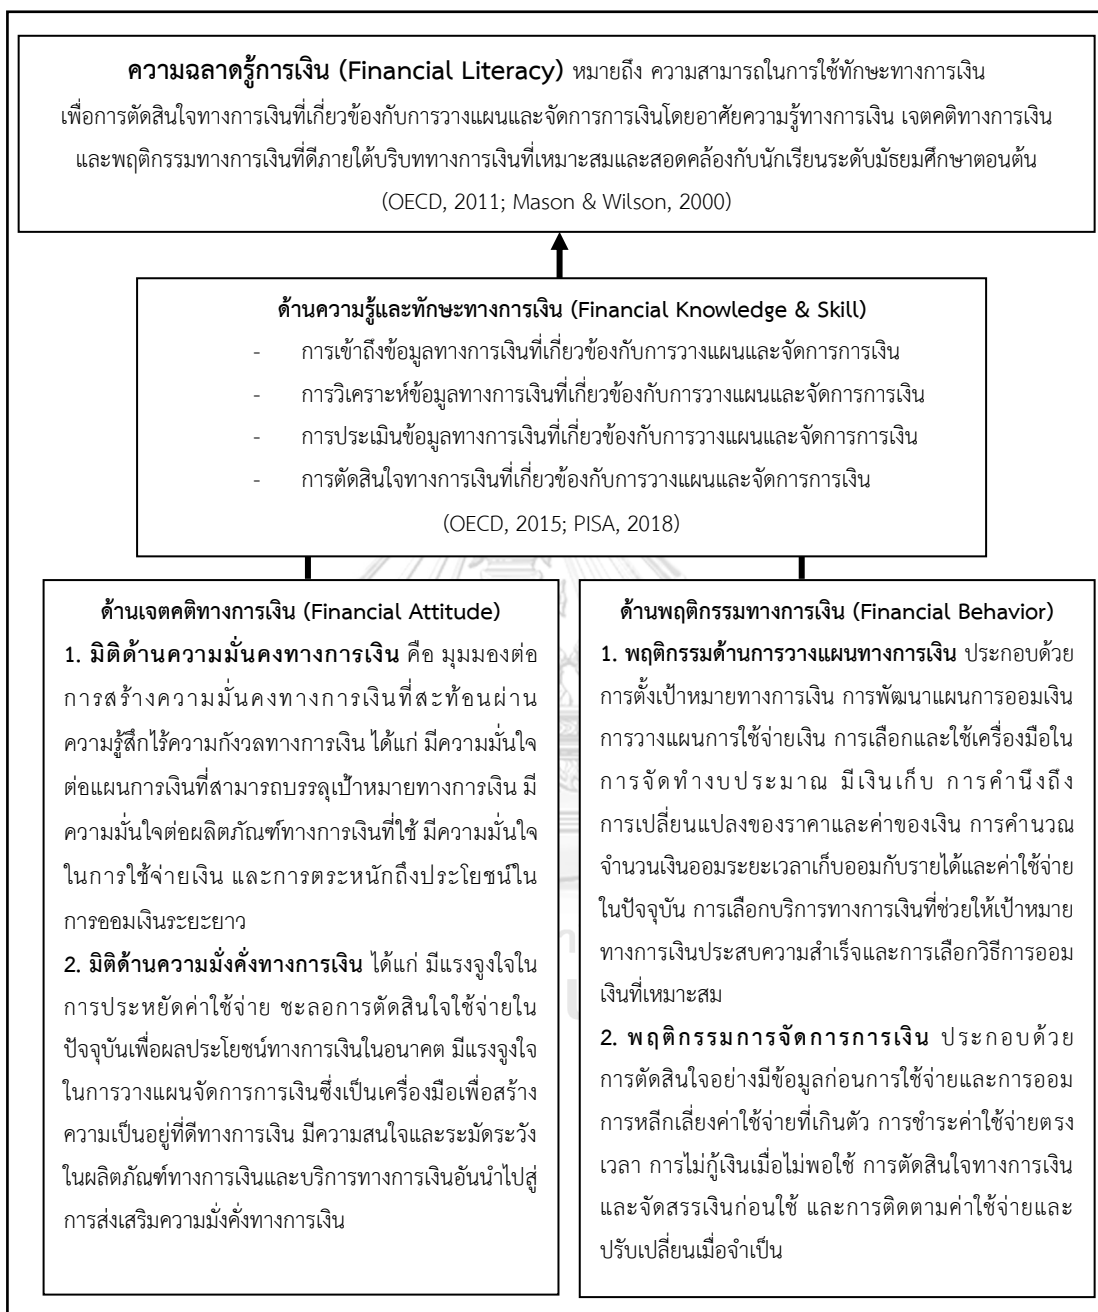 ความฉลาดรู้การเงิน (Financial Literacy) หมายถึง ความสามารถในการใช้ทักษะทางการเงิน
เพื่อการตัดสินใจทางการเงินที่เกี่ยวข้องกับการวางแผนและจัดการการเงินโดยอาศัยความรู้ทางการเงิน เจตคติทางการเงิน
และพฤติกรรมทางการเงินที่ดีภายใต้บริบททางการเงินที่เหมาะสมและสอดคล้องกับนักเรียนระดับมัธยมศึกษาตอนต้น
(OECD, 2011; Mason & Wilson, 2000)
ด้านความรู้และทักษะทางการเงิน (Financial Knowledge & Skill)
- การเข้าถึงข้อมูลทางการเงินที่เกี่ยวข้องกับการวางแผนและจัดการการเงิน
- การวิเคราะห์ข้อมูลทางการเงินที่เกี่ยวข้องกับการวางแผนและจัดการการเงิน
- การประเมินข้อมูลทางการเงินที่เกี่ยวข้องกับการวางแผนและจัดการการเงิน
- การตัดสินใจทางการเงินที่เกี่ยวข้องกับการวางแผนและจัดการการเงิน
(OECD, 2015; PISA, 2018)
ด้านเจตคติทางการเงิน (Financial Attitude)
1. มิติด้านความมั่นคงทางการเงิน คือ มุมมองต่อ
การสร้างความมั่นคงทางการเงินที่สะท้อนผ่าน
ความรู้สึกไร้ความกังวลทางการเงิน ได้แก่ มีความมั่นใจ
ต่อแผนการเงินที่สามารถบรรลุเป้าหมายทางการเงิน มี
ความมั่นใจต่อผลิตภัณฑ์ทางการเงินที่ใช้ มีความมั่นใจ
ในการใช้จ่ายเงิน และการตระหนักถึงประโยชน์ใน
การออมเงินระยะยาว
2. มิติด้านความมั่งคั่งทางการเงิน ได้แก่ มีแรงจูงใจใน
การประหยัดค่าใช้จ่าย ชะลอการตัดสินใจใช้จ่ายใน
ปัจจุบันเพื่อผลประโยชน์ทางการเงินในอนาคต มีแรงจูงใจ
ในการวางแผนจัดการการเงินซึ่งเป็นเครื่องมือเพื่อสร้าง
ความเป็นอยู่ที่ดีทางการเงิน มีความสนใจและระมัดระวัง
ในผลิตภัณฑ์ทางการเงินและบริการทางการเงินอันนำไปสู่
การส่งเสริมความมั่งคั่งทางการเงิน
ด้านพฤติกรรมทางการเงิน (Financial Behavior)
1. พฤติกรรมด้านการวางแผนทางการเงิน ประกอบด้วย
การตั้งเป้าหมายทางการเงิน การพัฒนาแผนการออมเงิน
การวางแผนการใช้จ่ายเงิน การเลือกและใช้เครื่องมือใน
การจัดทำงบประมาณ มีเงินเก็บ การคำนึงถึง
การเปลี่ยนแปลงของราคาและค่าของเงิน การคำนวณ
จำนวนเงินออมระยะเวลาเก็บออมกับรายได้และค่าใช้จ่าย
ในปัจจุบัน การเลือกบริการทางการเงินที่ช่วยให้เป้าหมาย
ทางการเงินประสบความสำเร็จและการเลือกวิธีการออม
เงินที่เหมาะสม
2. พฤติกรรมการจัดการการเงิน ประกอบด้วย
การตัดสินใจอย่างมีข้อมูลก่อนการใช้จ่ายและการออม
การหลีกเลี่ยงค่าใช้จ่ายที่เกินตัว การชำระค่าใช้จ่ายตรง
เวลา การไม่กู้เงินเมื่อไม่พอใช้ การตัดสินใจทางการเงิน
และจัดสรรเงินก่อนใช้ และการติดตามค่าใช้จ่ายและ
ปรับเปลี่ยนเมื่อจำเป็น